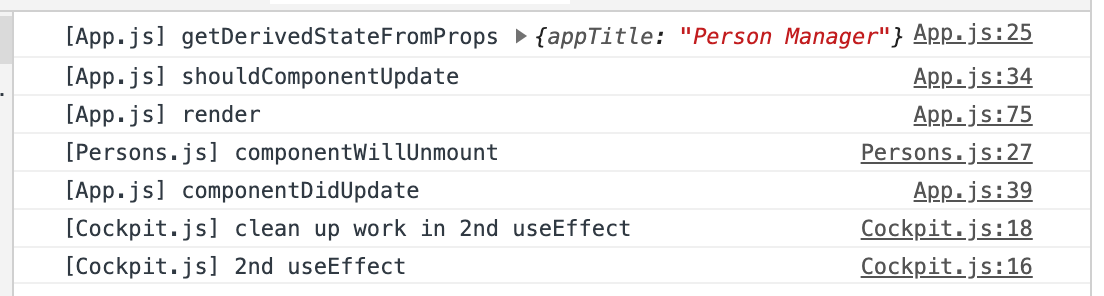 [App.js] getDerivedStateFromProps ▶ {appTitle: "Person Manager"} App.js:25
[App.js] shouldComponentUpdate App.js:34
[App.js] render App.js:75
[Persons.js] componentWillUnmount Persons.js:27
[App.js] componentDidUpdate App.js:39
[Cockpit.js] clean up work in 2nd useEffect Cockpit.js:18
[Cockpit.js] 2nd useEffect Cockpit.js:16